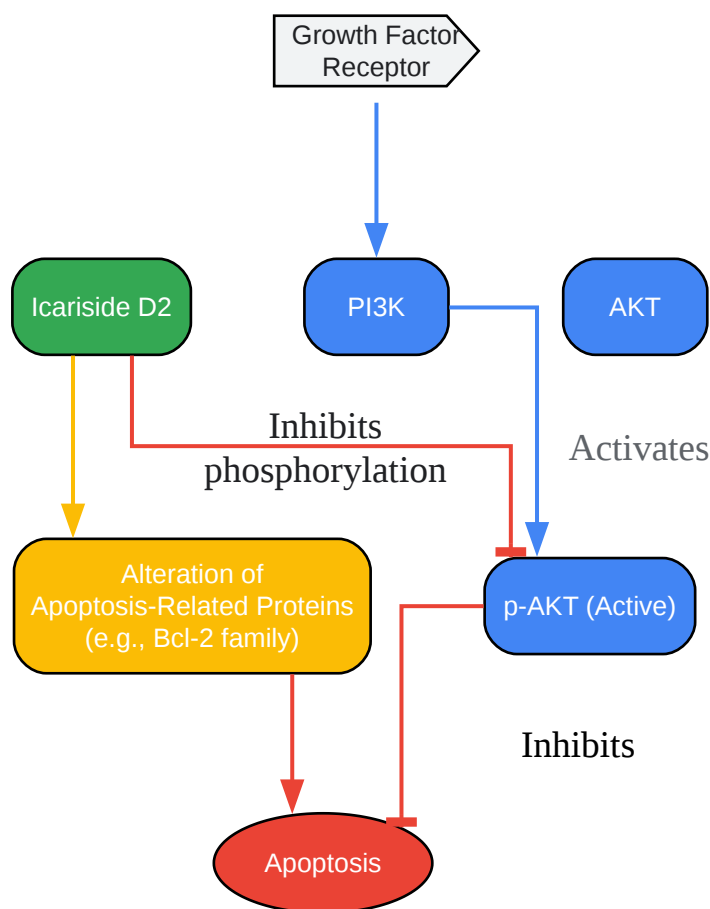 Growth Factor
Receptor
Icariside D2
PI3K
AKT
Inhibits
phosphorylation
Activates
Alteration of
Apoptosis-Related Proteins
(e.g., Bcl-2 family)
p-AKT (Active)
Inhibits
Apoptosis